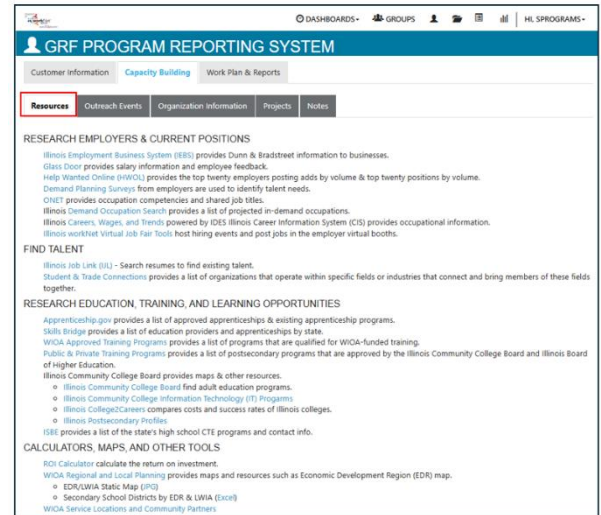 DASHBOARDS GROUPS HI, SPROGRAMS
GRF PROGRAM REPORTING SYSTEM
Customer Information Capacity Building Work Plan & Reports
Resources Outreach Events Organization Information Projects Notes
RESEARCH EMPLOYERS & CURRENT POSITIONS
Illinois Employment Business System (IEBS) provides Dunn & Bradstreet information to businesses.
Glass Door provides salary information and employee feedback.
Help Wanted Online (HWOL) provides the top twenty employers posting adds by volume & top twenty positions by volume.
Demand Planning Surveys from employers are used to identify talent needs.
ONET provides occupation competencies and shared job titles.
Illinois Demand Occupation Search provides a list of projected in-demand occupations.
Illinois Careers, Wages, and Trends powered by IDES Illinois Career Information System (CIS) provides occupational information.
Illinois workNet Virtual Job Fair Tools host hiring events and post jobs in the employer virtual booths.
FIND TALENT
Illinois Job Link (IJL) - Search resumes to find existing talent.
Student & Trade Connections provides a list of organizations that operate within specific fields or industries that connect and bring members of these fields
together.
RESEARCH EDUCATION, TRAINING, AND LEARNING OPPORTUNITIES
Apprenticeship.gov provides a list of approved apprenticeships & existing apprenticeship programs.
Skills Bridge provides a list of education providers and apprenticeships by state.
WIOA Approved Training Programs provides a list of programs that are qualified for WIOA-funded training.
Public & Private Training Programs provides a list of postsecondary programs that are approved by the Illinois Community College Board and Illinois Board
of Higher Education.
Illinois Community College Board provides maps & other resources.
Illinois Community College Board find adult education programs.
Illinois Community College Information Technology (IT) Progarms
Illinois College2Careers compares costs and success rates of Illinois colleges.
Illinois Postsecondary Profiles
ISBE provides a list of the state's high school CTE programs and contact info.
CALCULATORS, MAPS, AND OTHER TOOLS
ROI Calculator calculate the return on investment.
WIOA Regional and Local Planning provides maps and resources such as Economic Development Region (EDR) map.
EDR/LWIA Static Map (JPG)
Secondary School Districts by EDR & LWIA (Excel)
WIOA Service Locations and Community Partners